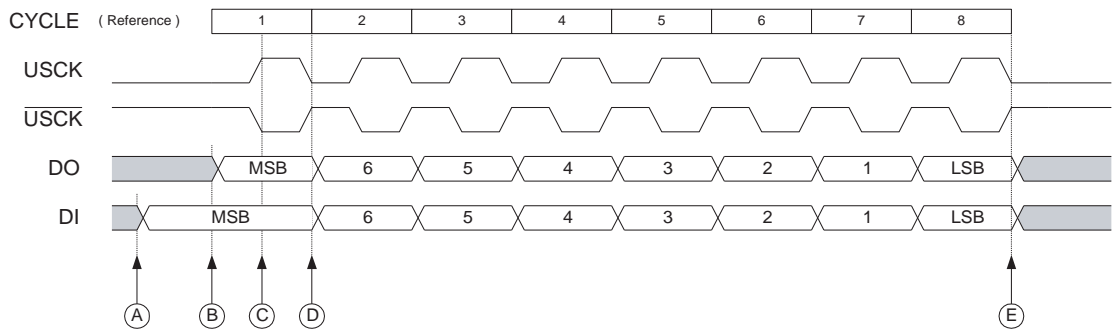 CYCLE ( Reference ) 1 2 3 4 5 6 7 8
USCK
USCK
DO MSB 6 5 4 3 2 1 LSB
DI MSB 6 5 4 3 2 1 LSB
A B C D E